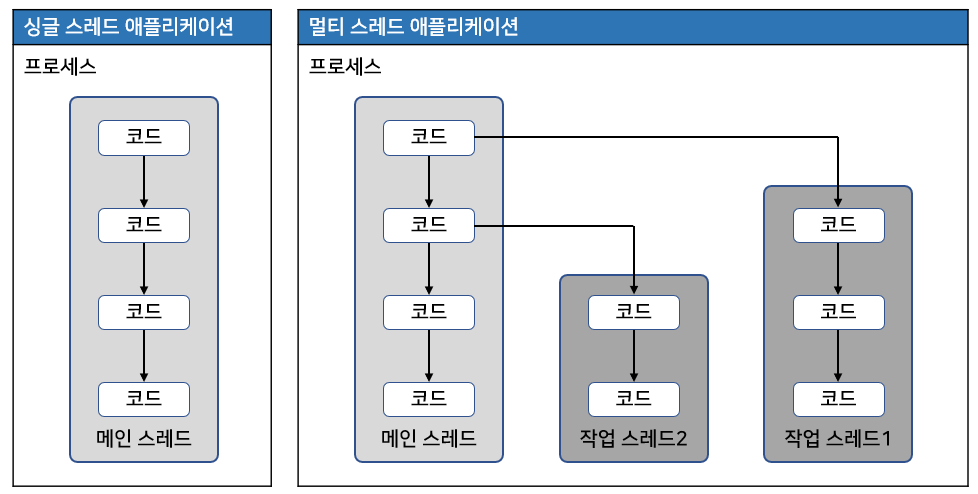 싱글 스레드 애플리케이션
프로세스
코드
코드
코드
코드
메인 스레드
멀티 스레드 애플리케이션
프로세스
코드
코드
코드
코드
메인 스레드
코드
코드
작업 스레드2
코드
코드
코드
작업 스레드1